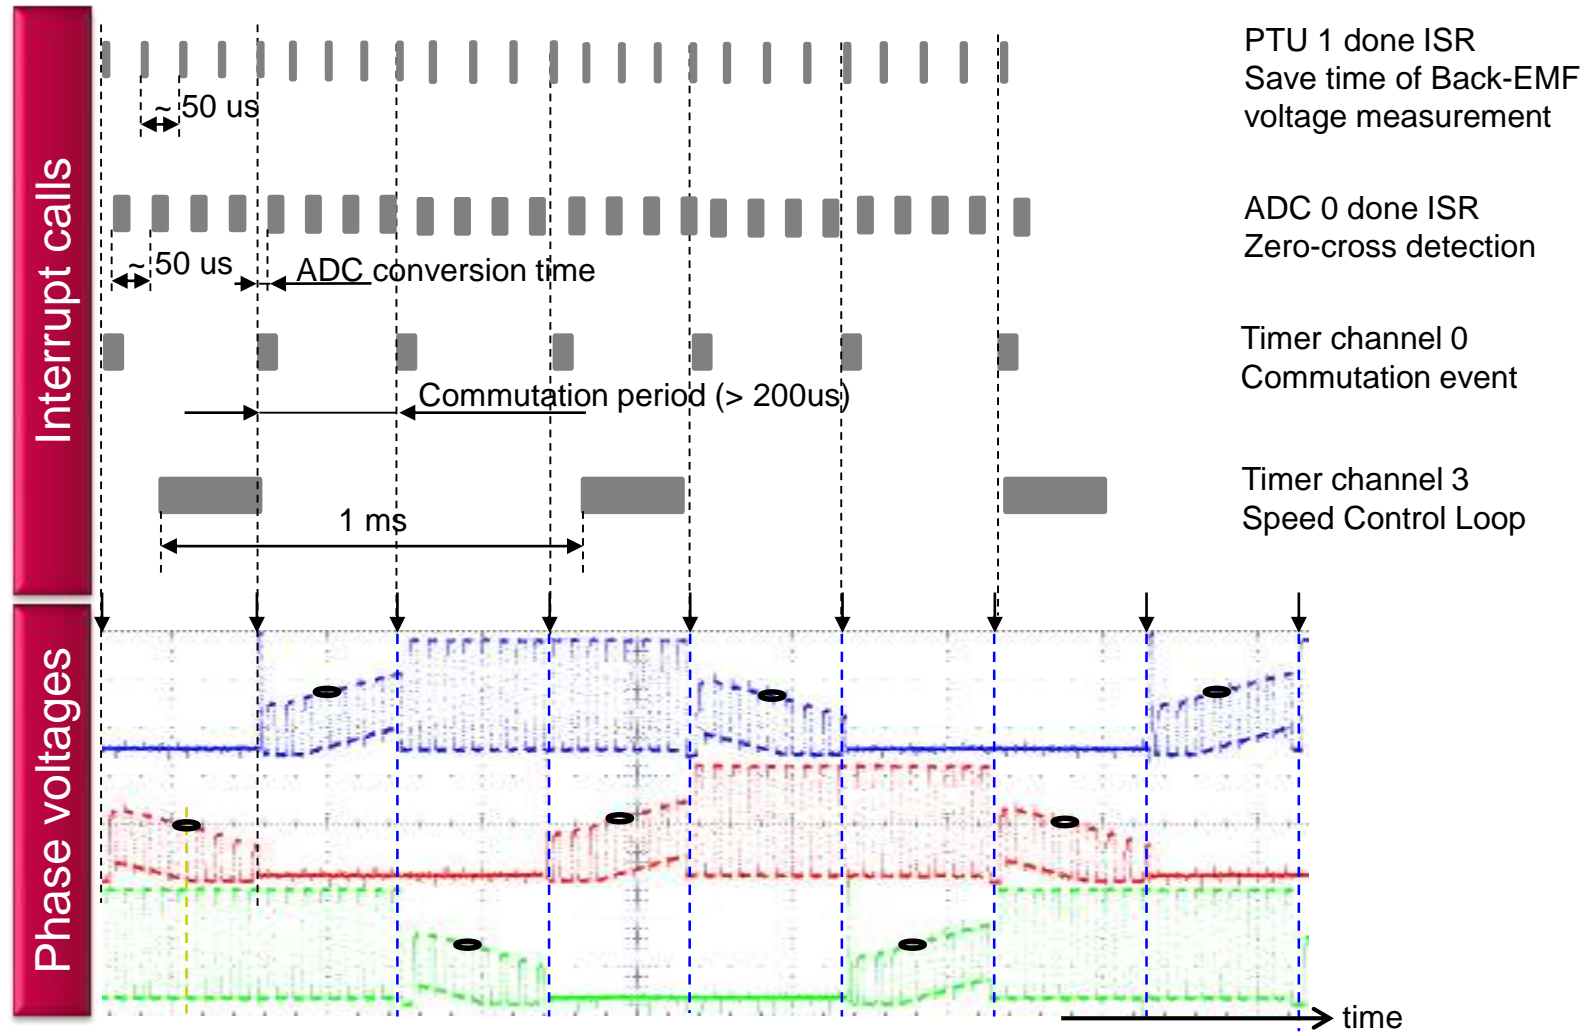 Interrupt calls
PTU 1 done ISR
Save time of Back-EMF
voltage measurement
~ 50 us
ADC 0 done ISR
Zero-cross detection
~ 50 us
ADC conversion time
Timer channel 0
Commutation event
Commutation period (> 200us)
Timer channel 3
Speed Control Loop
1 ms
Phase voltages
time